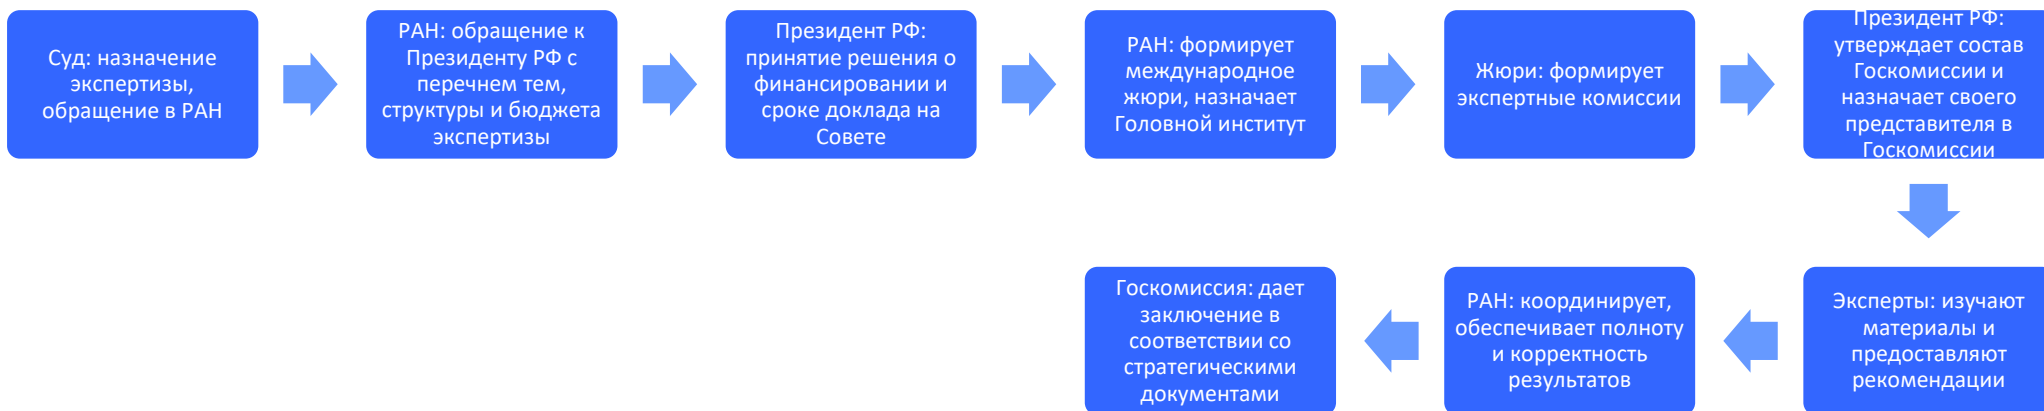 Суд: назначение
экспертизы,
обращение в РАН
РАН: обращение к
Президенту РФ с
перечнем тем,
структуры и бюджета
экспертизы
Президент РФ:
принятие решения о
финансировании и
сроке доклада на
Совете
РАН: формирует
международное
жюри, назначает
Головной институт
Жюри: формирует
экспертные комиссии
Президент РФ:
утверждает состав
Госкомиссии и
назначает своего
представителя в
Госкомиссии
Эксперты: изучают
материалы и
предоставляют
рекомендации
РАН: координирует,
обеспечивает полноту
и корректность
результатов
Госкомиссия: дает
заключение в
соответствии со
стратегическими
документами